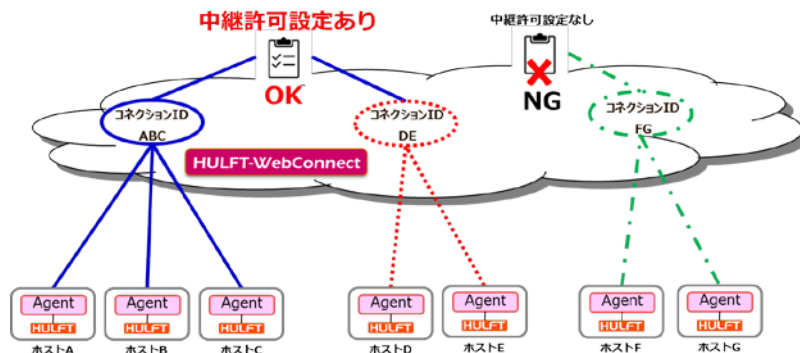 中継許可設定あり
中継許可設定なし
OK
NG
コネクションID
ABC
コネクションID
DE
コネクションID
FG
HULFT-WebConnect
Agent
HULFT
ホストA
Agent
HULFT
ホストB
Agent
HULFT
ホストC
Agent
HULFT
ホストD
Agent
HULFT
ホストE
Agent
HULFT
ホストF
Agent
HULFT
ホストG